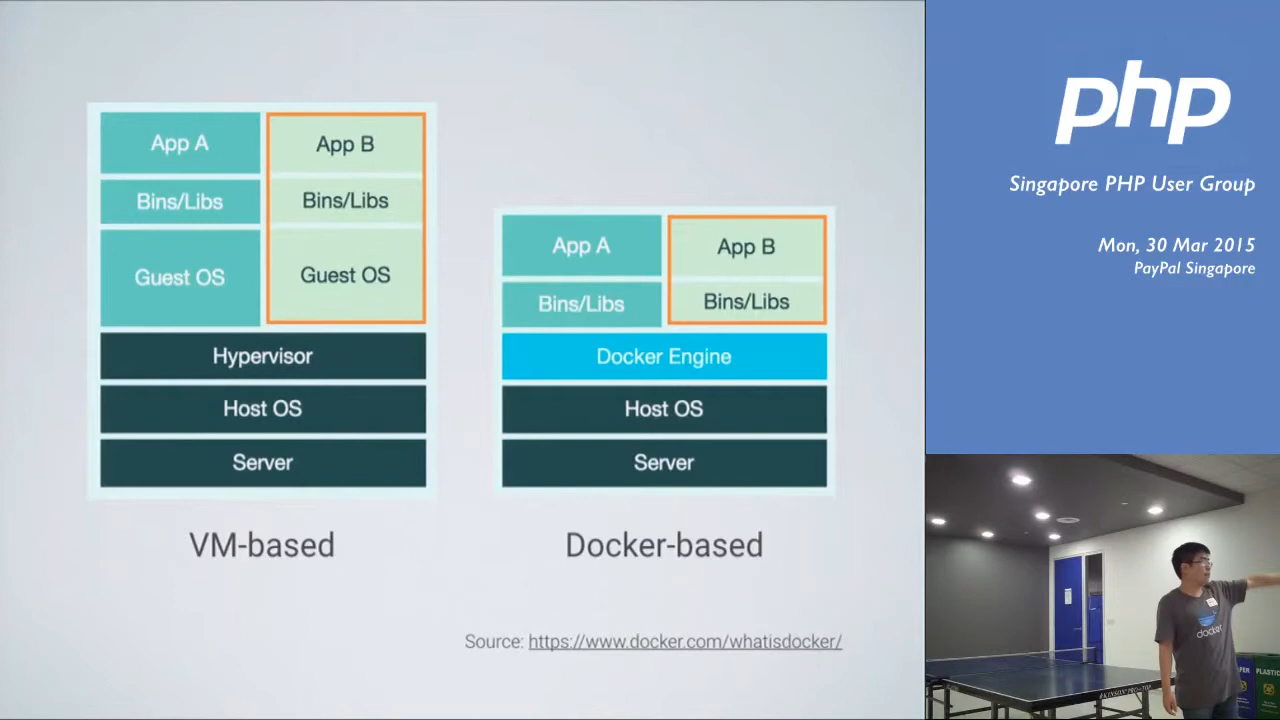 App A
App B
Bins/Libs
Bins/Libs
Guest OS
Guest OS
Hypervisor
Host OS
Server
VM-based
App A
App B
Bins/Libs
Bins/Libs
Docker Engine
Host OS
Server
Docker-based
Source: https://www.docker.com/whatisdocker/
php
Singapore PHP User Group
Mon, 30 Mar 2015
PayPal Singapore
docker
PLASTIC